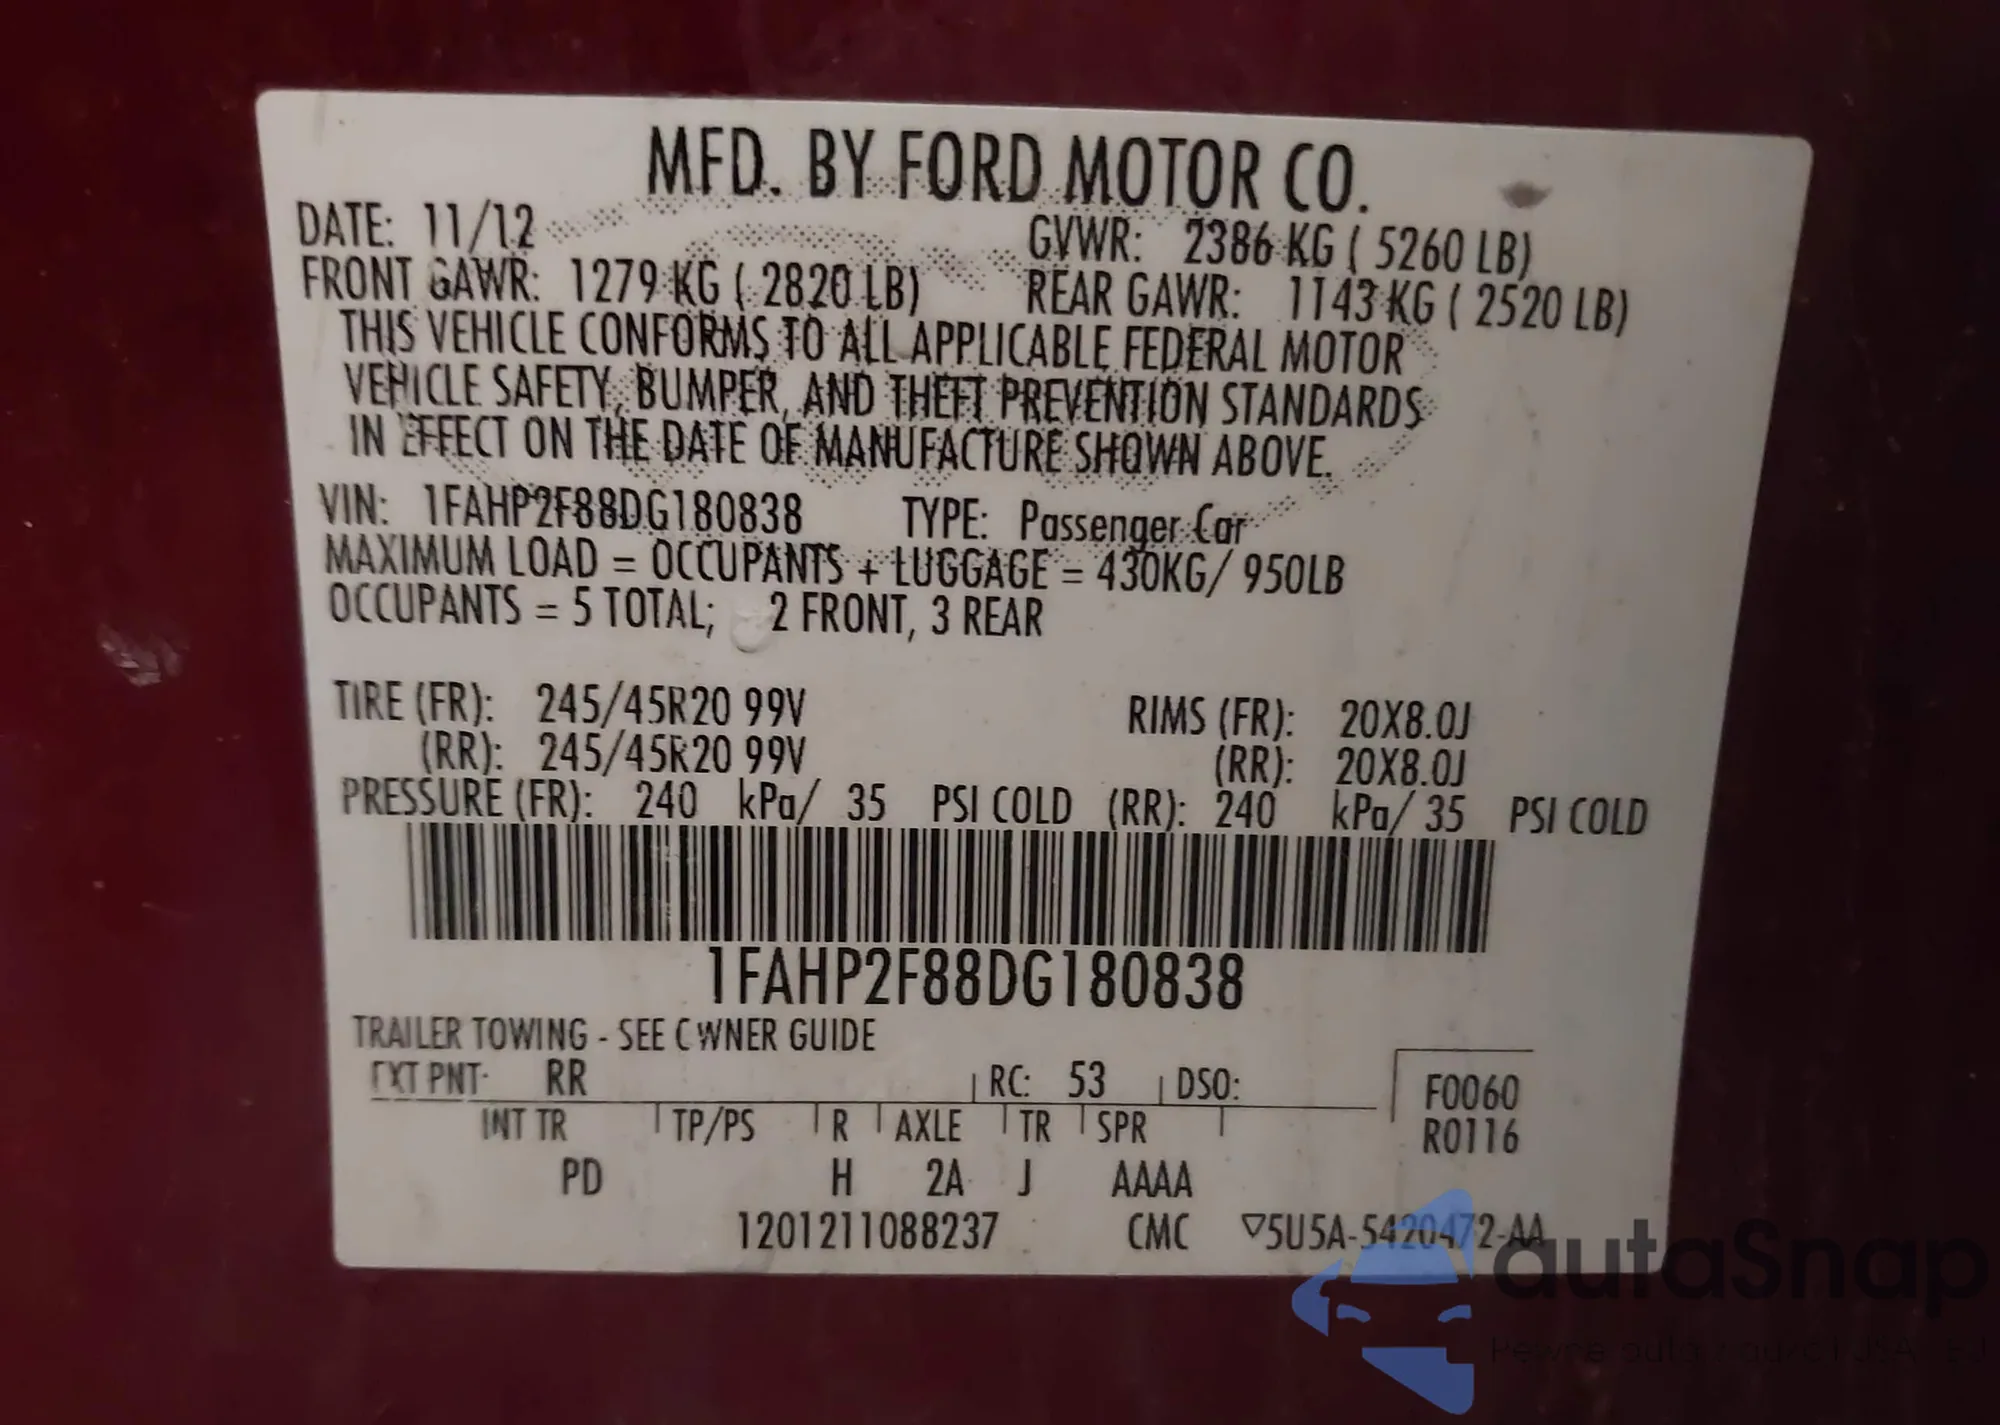 MFD. BY FORD MOTOR CO.
DATE: 11/12 GVWR: 2386 KG ( 5260 LB)
FRONT GAWR: 1279 KG ( 2820 LB) REAR GAWR: 1143 KG ( 2520 LB)
THIS VEHICLE CONFORMS TO ALL APPLICABLE FEDERAL MOTOR
VEHICLE SAFETY, BUMPER, AND THEFT PREVENTION STANDARDS
IN EFFECT ON THE DATE OF MANUFACTURE SHOWN ABOVE.
VIN: 1FAHP2F88DG180838 TYPE: Passenger Car
MAXIMUM LOAD = OCCUPANTS + LUGGAGE = 430KG/ 950LB
OCCUPANTS = 5 TOTAL; 2 FRONT, 3 REAR
TIRE (FR): 245/45R20 99V RIMS (FR): 20X8.0J
(RR): 245/45R20 99V (RR): 20X8.0J
PRESSURE (FR): 240 kPa/ 35 PSI COLD (RR): 240 kPa/ 35 PSI COLD
1FAHP2F88DG180838
TRAILER TOWING - SEE OWNER GUIDE
EXT PNT: RR RC: 53 DSO: F0060
INT TR TP/PS R AXLE TR SPR R0116
PD H 2A J AAAA
1201211088237 CMC ▽5U5A-5420472-AA
autaSnap